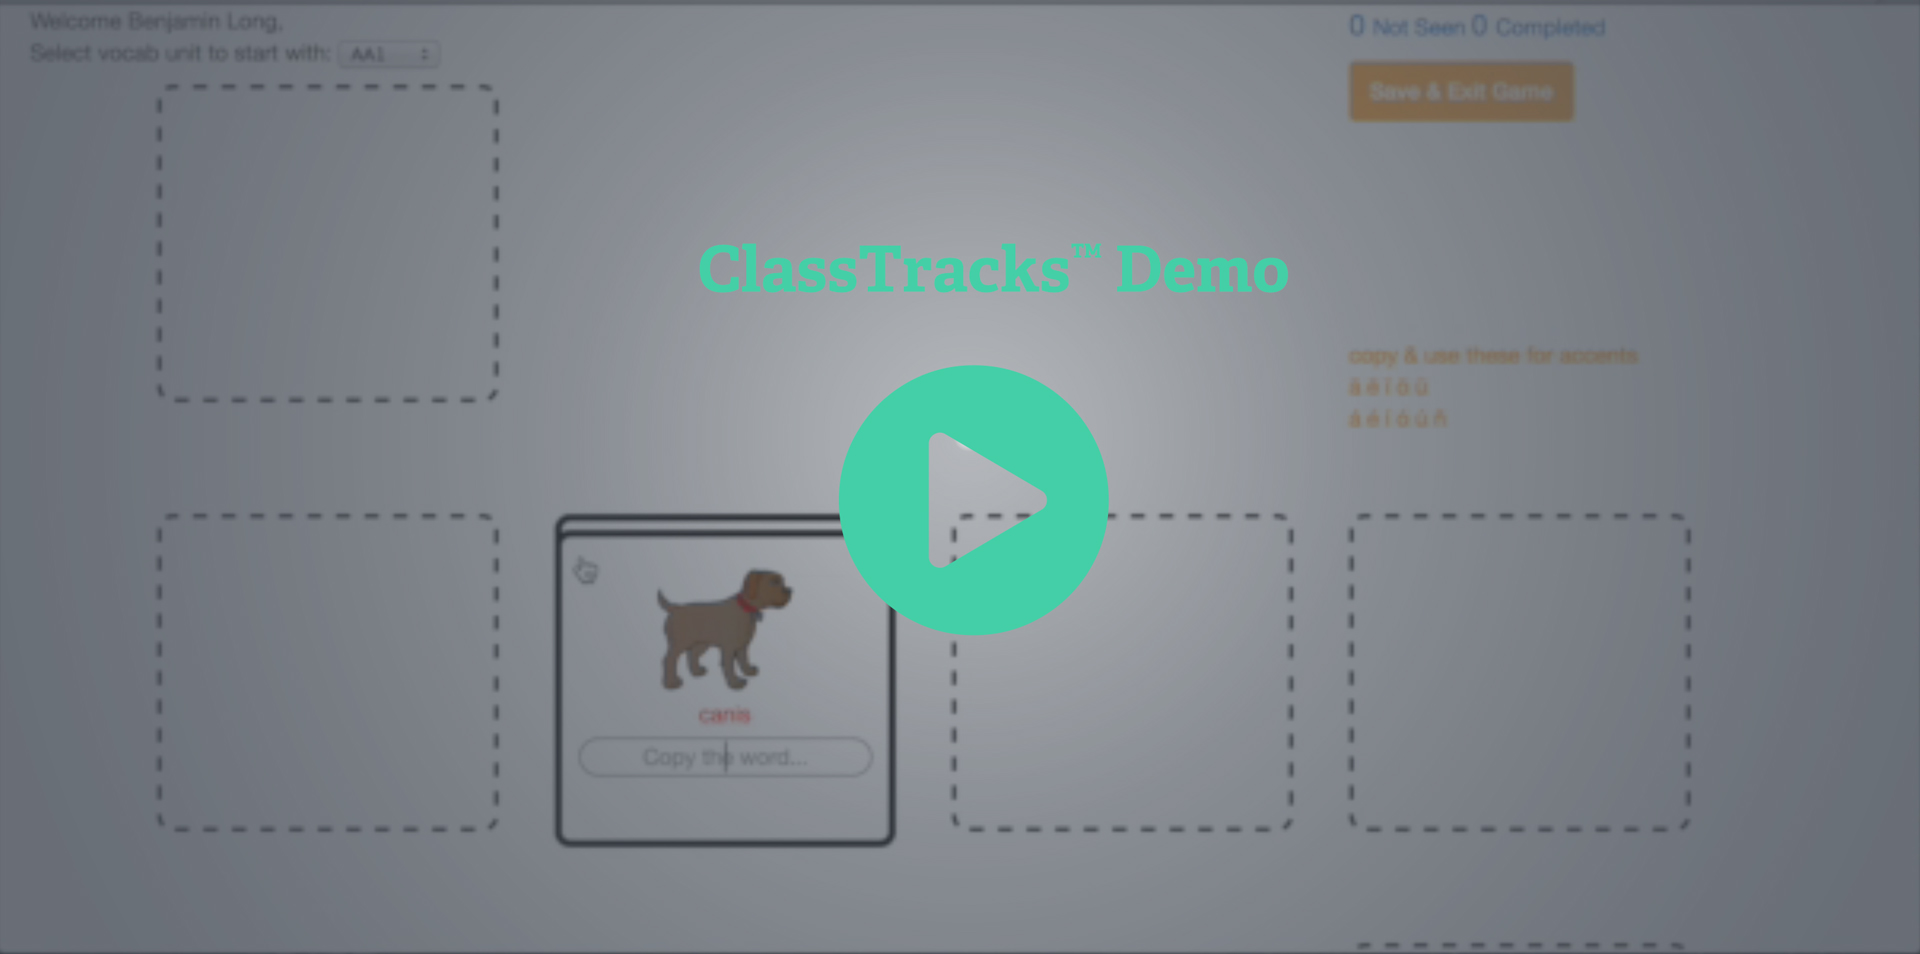 Welcome Benjamin Long,
Select vocab unit to start with: AA1
0 Not Seen 0 Completed
Save & Exit Game
ClassTracks™ Demo
copy & use these for accents
ā ē ī ō ū
á é í ó ú ñ
canis
Copy the word...